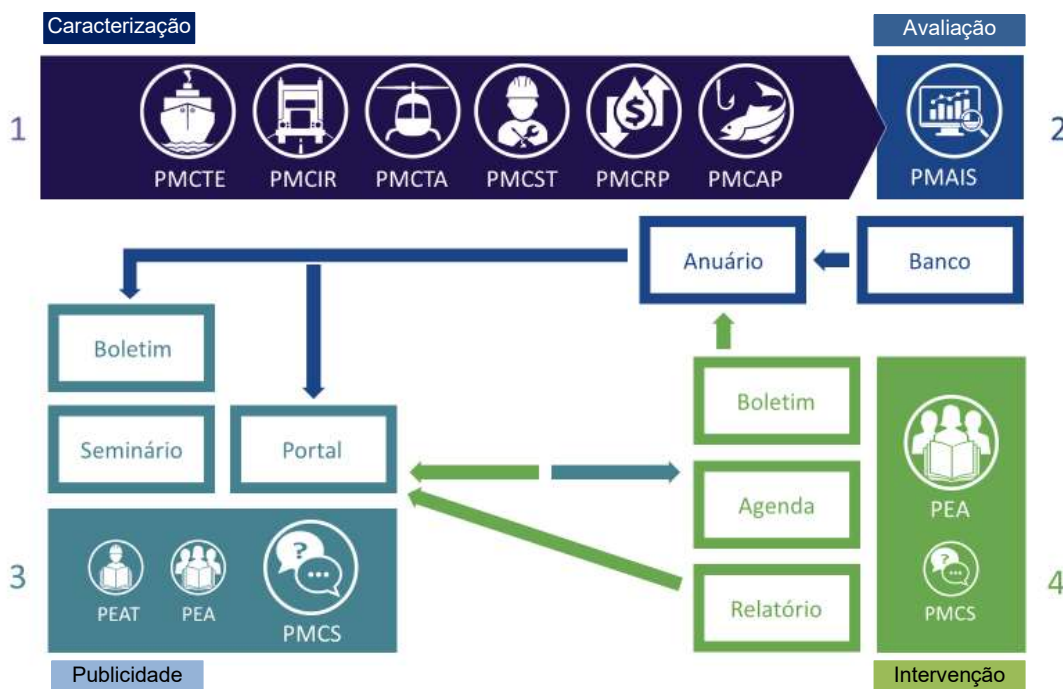 Caracterização
Avaliação
1
PMCTE
PMCIR
PMCTA
PMCST
PMCRP
PMCAP
PMAIS
2
Anuário
Banco
Boletim
Boletim
Seminário
Portal
Agenda
PEA
3
PEAT
PEA
PMCS
Relatório
PMCS
4
Publicidade
Intervenção